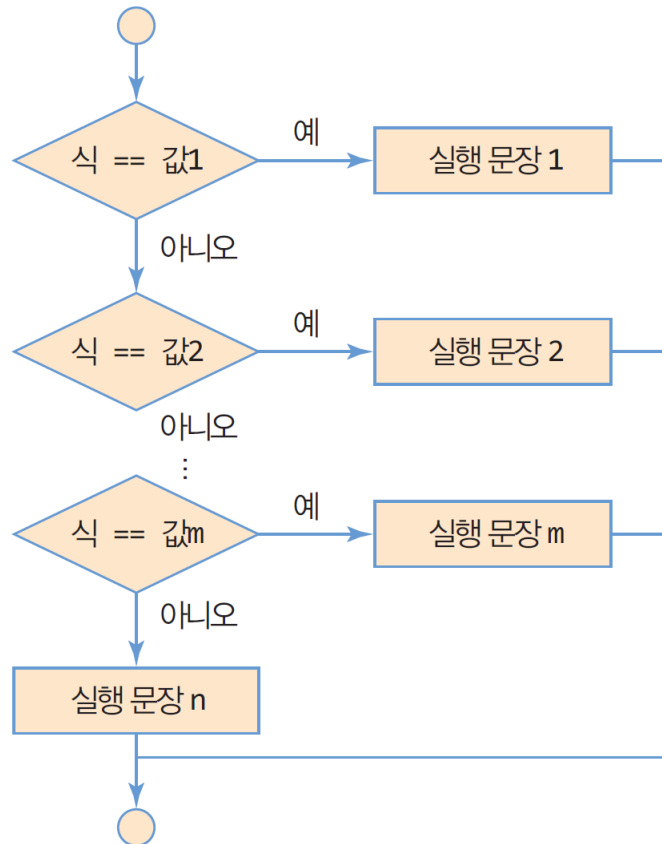 식 == 값1
예
실행 문장 1
아니오
식 == 값2
예
실행 문장 2
아니오
⋮
식 == 값m
예
실행 문장 m
아니오
실행 문장 n